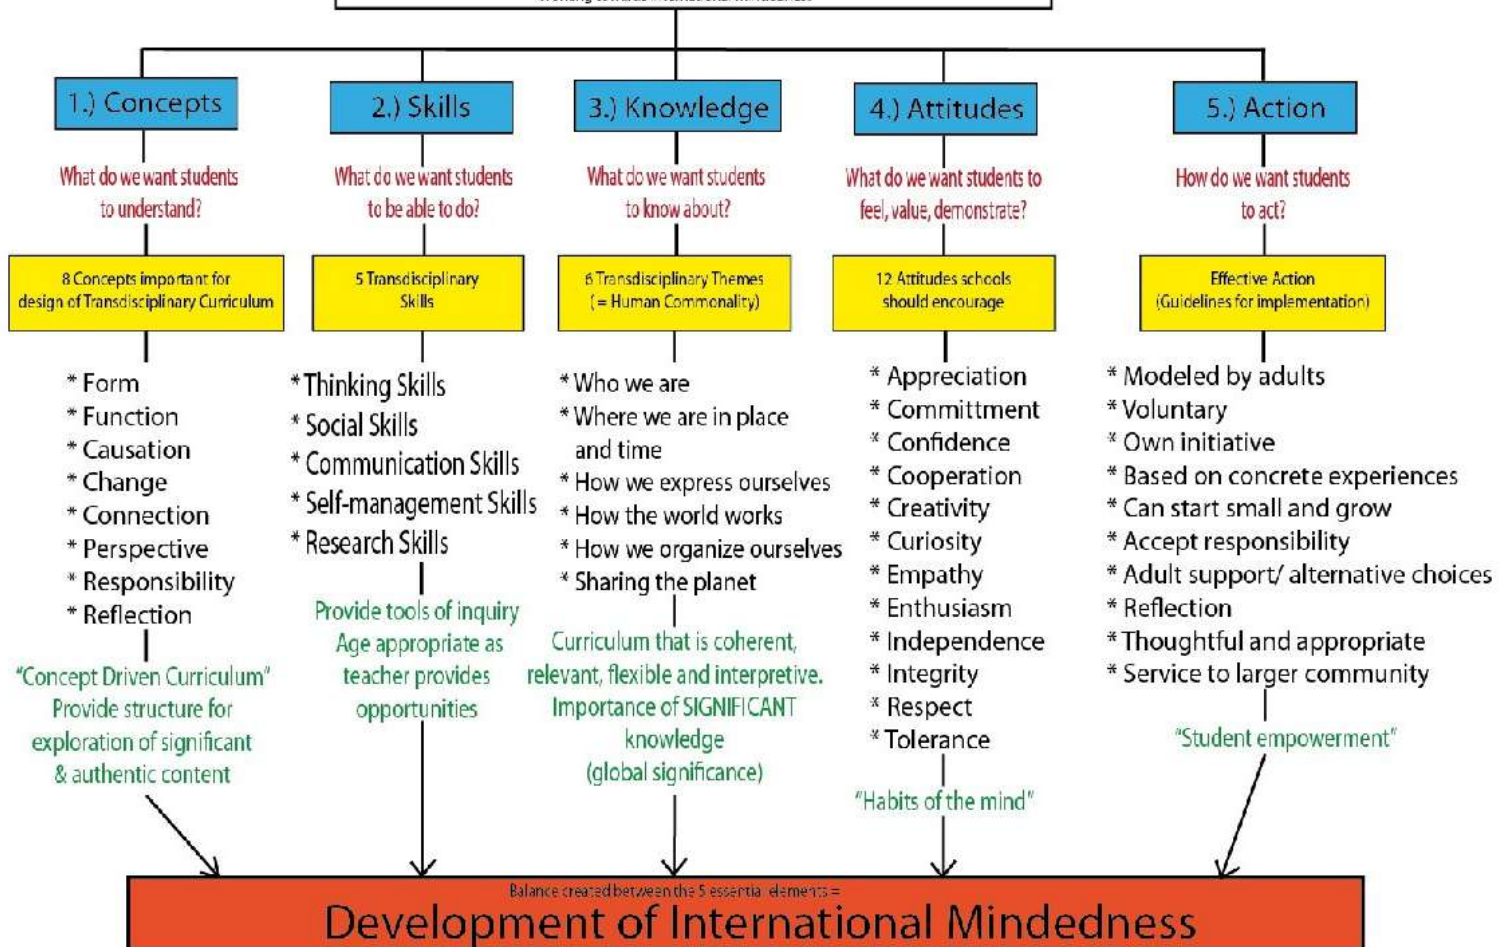 1.) Concepts
What do we want students
to understand?
8 Concepts important for
design of Transdisciplinary Curriculum
* Form
* Function
* Causation
* Change
* Connection
* Perspective
* Responsibility
* Reflection
"Concept Driven Curriculum"
Provide structure for
exploration of significant
& authentic content
2.) Skills
What do we want students
to be able to do?
5 Transdisciplinary
Skills
* Thinking Skills
* Social Skills
* Communication Skills
* Self-management Skills
* Research Skills
Provide tools of inquiry
Age appropriate as
teacher provides
opportunities
3.) Knowledge
What do we want students
to know about?
6 Transdisciplinary Themes
( = Human Commonality)
* Who we are
* Where we are in place
and time
* How we express ourselves
* How the world works
* How we organize ourselves
* Sharing the planet
Curriculum that is coherent,
relevant, flexible and interpretive.
Importance of SIGNIFICANT
knowledge
(global significance)
4.) Attitudes
What do we want students to
feel, value, demonstrate?
12 Attitudes schools
should encourage
* Appreciation
* Committment
* Confidence
* Cooperation
* Creativity
* Curiosity
* Empathy
* Enthusiasm
* Independence
* Integrity
* Respect
* Tolerance
"Habits of the mind"
5.) Action
How do we want students
to act?
Effective Action
(Guidelines for implementation)
* Modeled by adults
* Voluntary
* Own initiative
* Based on concrete experiences
* Can start small and grow
* Accept responsibility
* Adult support/ alternative choices
* Reflection
* Thoughtful and appropriate
* Service to larger community
"Student empowerment"
Balance created between the 5 essential elements =
Development of International Mindedness